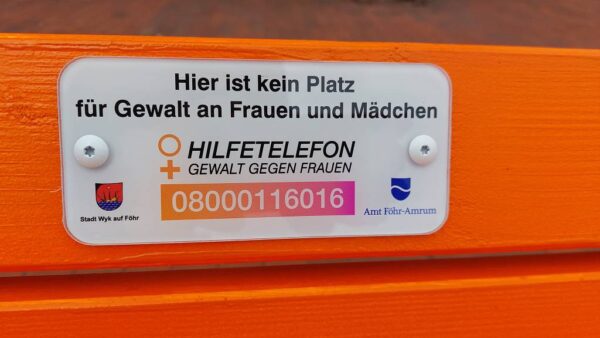 Hier ist kein Platz
für Gewalt an Frauen und Mädchen
HILFETELEFON
GEWALT GEGEN FRAUEN
08000116016
Stadt Wyk auf Föhr
Amt Föhr-Amrum